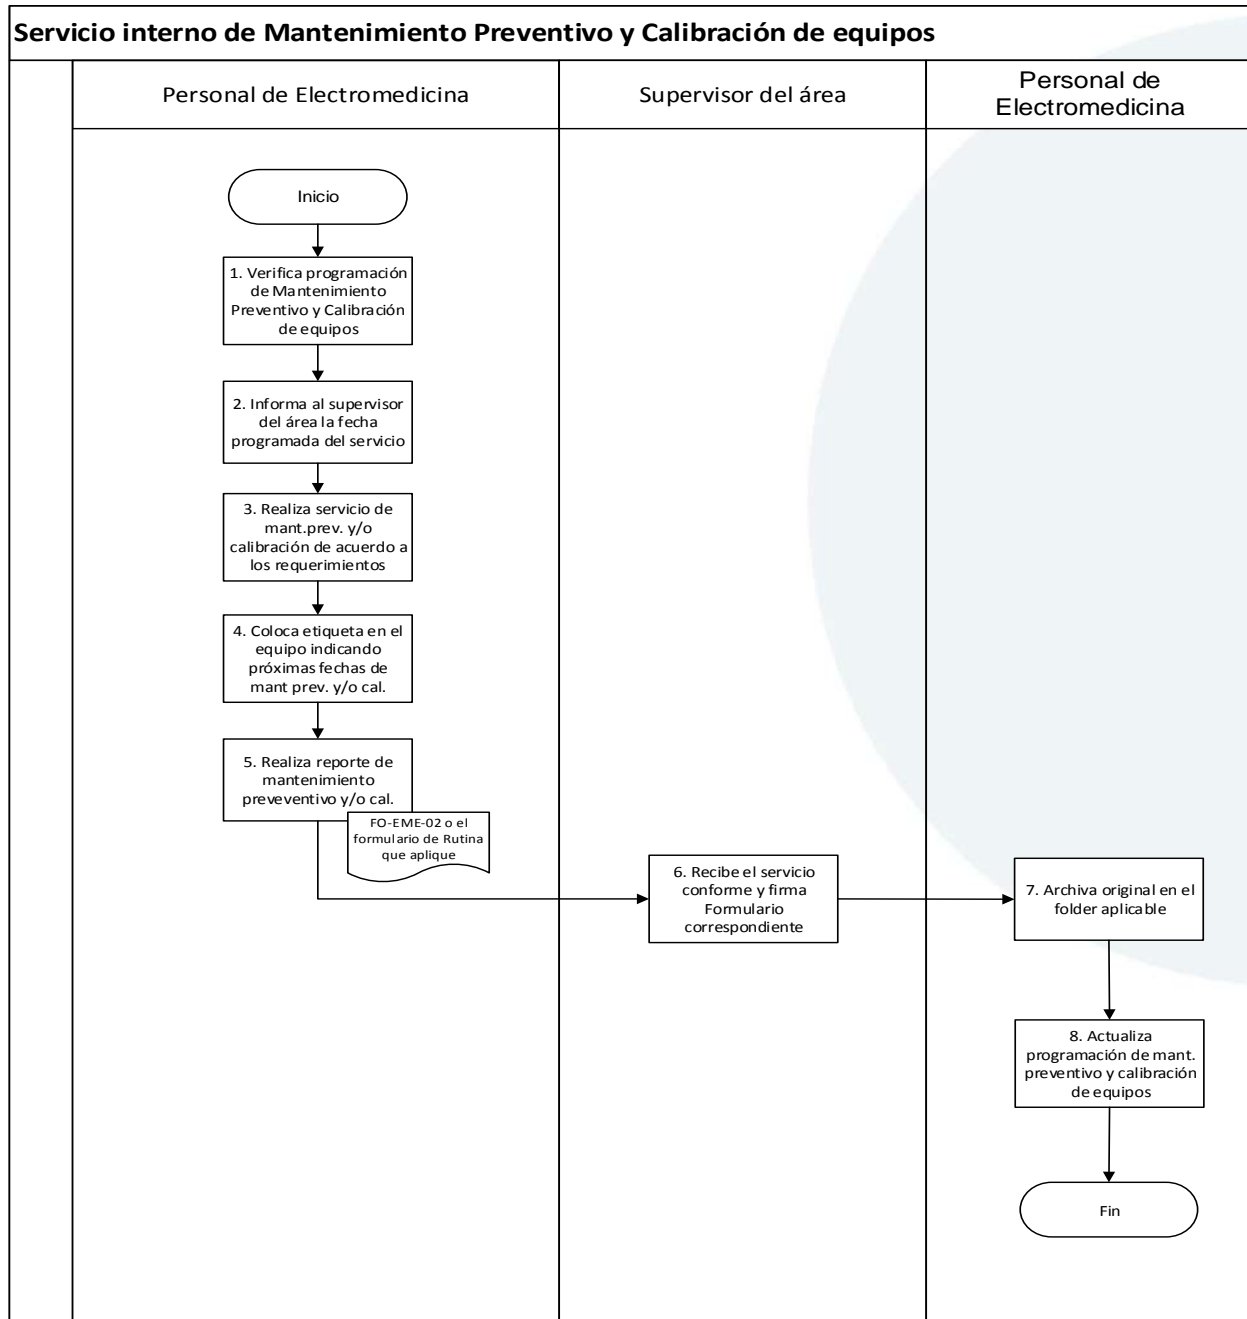 Servicio interno de Mantenimiento Preventivo y Calibración de equipos
Personal de Electromedicina
Supervisor del área
Personal de
Electromedicina
Inicio
1. Verifica programación
de Mantenimiento
Preventivo y Calibración
de equipos
2. Informa al supervisor
del área la fecha
programada del servicio
3. Realiza servicio de
mant.prev. y/o
calibración de acuerdo a
los requerimientos
4. Coloca etiqueta en el
equipo indicando
próximas fechas de
mant prev. y/o cal.
5. Realiza reporte de
mantenimiento
preveventivo y/o cal.
FO-EME-02 o el
formulario de Rutina
que aplique
6. Recibe el servicio
conforme y firma
Formulario
correspondiente
7. Archiva original en el
folder aplicable
8. Actualiza
programación de mant.
preventivo y calibración
de equipos
Fin